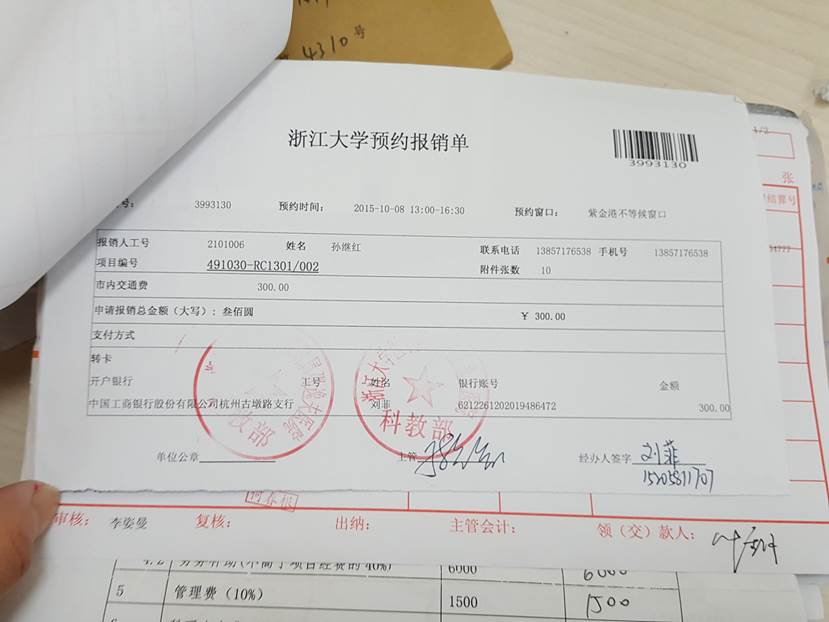 4310号
浙江大学预约报销单
3993130
号: 3993130 预约时间: 2015-10-08 13:00-16:30 预约窗口: 紫金港不等候窗口
报销人工号 2101006 姓名 孙继红 联系电话 13857176538 手机号 13857176538
项目编号 491030-RC1301/002 附件张数 10
市内交通费 300.00
申请报销总金额(大写): 叁佰圆 ¥ 300.00
支付方式
转卡
开户银行 工号 姓名 银行账号 金额
中国工商银行股份有限公司杭州古墩路支行 刘菲 6212261202019486472 300.00
科教部
单位公章 主管 经办人签字 刘菲
审核: 李姿曼 复核: 出纳: 主管会计: 领(交)款人:
6000 6000
5 管理费(10%) 1500 1500
张
结算号